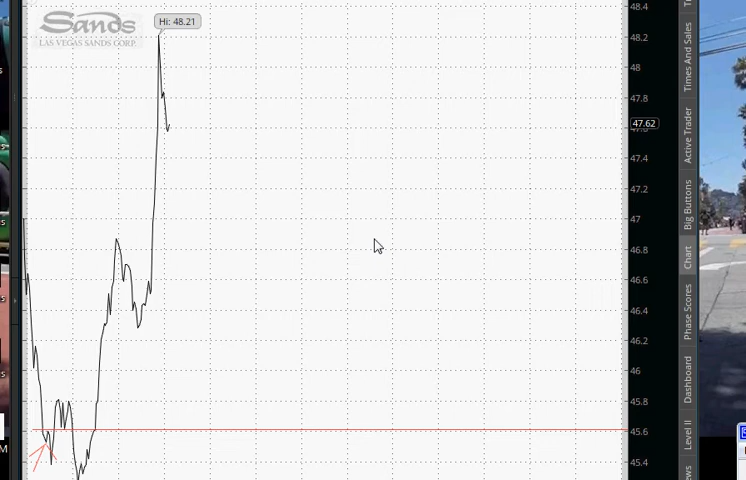 Sands
LAS VEGAS SANDS CORP.
Hi: 48.21
48.4
48.2
48
47.8
47.62
47.4
47.2
47
46.8
46.6
46.4
46.2
46
45.8
45.6
45.4
Times And Sales
Active Trader
Big Buttons
Chart
Phase Scores
Dashboard
Level II
M